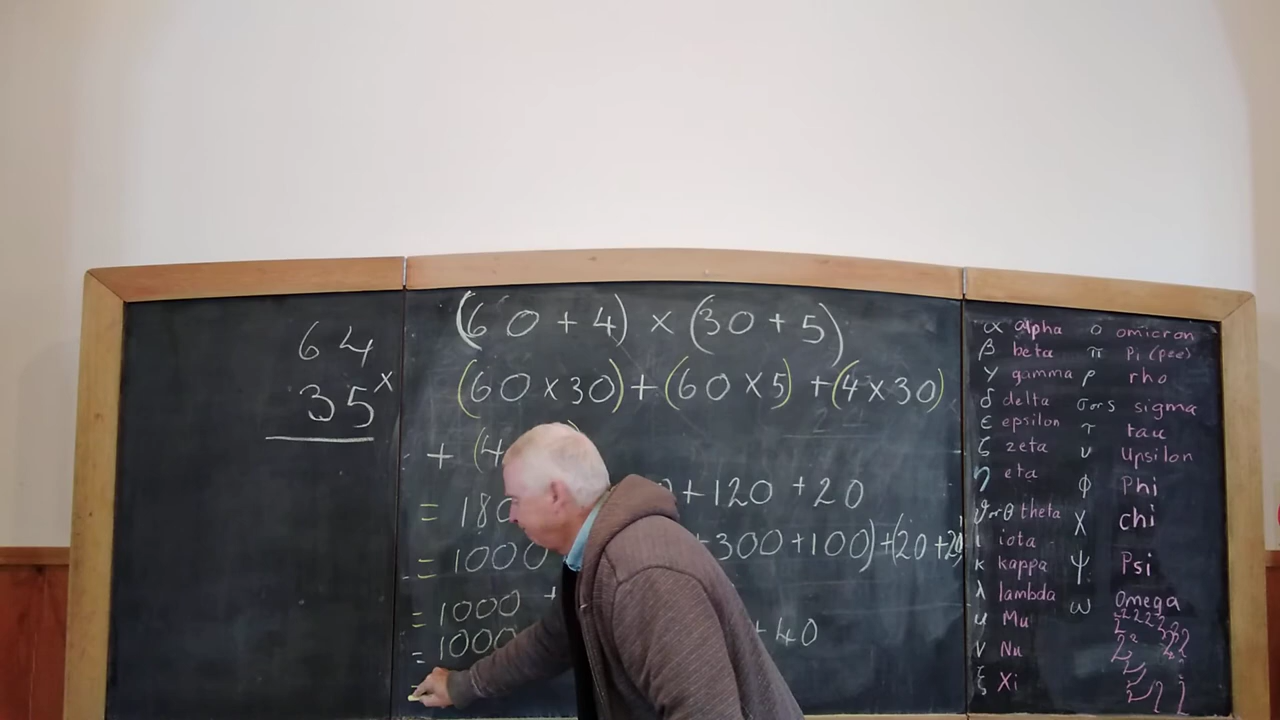 64
35 x
(60+4) × (30+5)
(60×30)+(60×5)+(4×30)
+ (4
= 180 +120 +20
= 1000 +300+100)+(20+20
= 1000 +
= 1000 +40
=
α alpha ο omicron
β beta π Pi (pee)
γ gamma ρ rho
δ delta σ or s sigma
ϵ epsilon τ tau
ζ zeta υ Upsilon
η eta ϕ Phi
ϑ or θ theta χ chi
ι iota ψ Psi
κ kappa ω Omega
λ lambda
μ Mu
ν Nu
ξ Xi